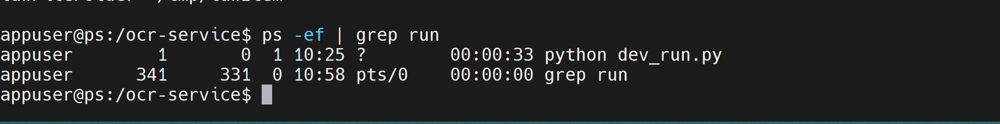 appuser@ps:/ocr-service$ ps -ef | grep run
appuser        1       0  1 10:25 ?        00:00:33 python dev_run.py
appuser      341     331  0 10:58 pts/0    00:00:00 grep run
appuser@ps:/ocr-service$